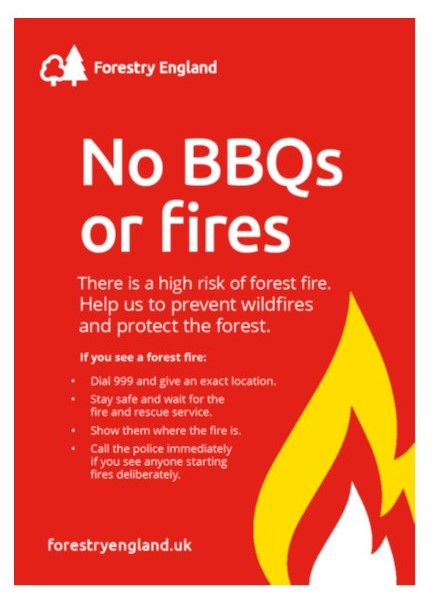 Forestry England
No BBQs
or fires
There is a high risk of forest fire.
Help us to prevent wildfires
and protect the forest.
If you see a forest fire:
• Dial 999 and give an exact location.
• Stay safe and wait for the
fire and rescue service.
• Show them where the fire is.
• Call the police immediately
if you see anyone starting
fires deliberately.
forestryengland.uk